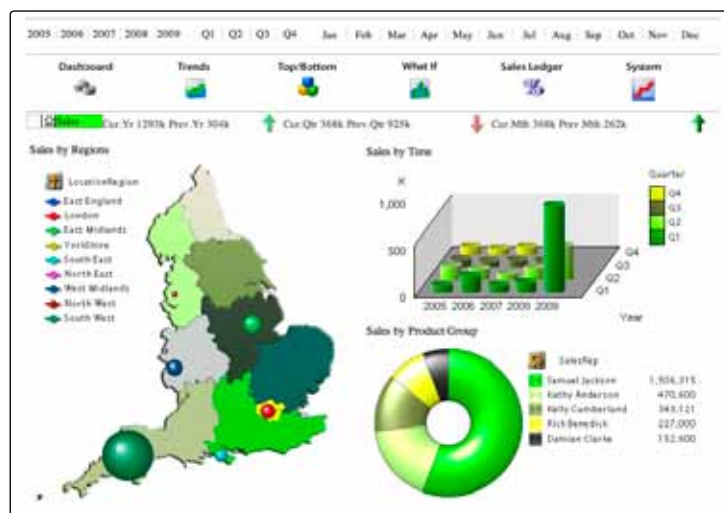 2005 2006 2007 2008 2009 Q1 Q2 Q3 Q4 Jan Feb Mar Apr May Jun Jul Aug Sep Oct Nov Dec
Dashboard Trends Top/Bottom What If Sales Ledger System
Sales Cur.Yr 1293k Prev.Yr 304k Cur.Qtr 368k Prev.Qtr 925k Cur.Mth 368k Prev.Mth 262k
Sales by Regions
LocationRegion
East England
London
East Midlands
Yorkshire
South East
North East
West Midlands
North West
South West
Sales by Time
K
1,000
500
0
2005 2006 2007 2008 2009
Q1
Q2
Q3
Q4
Year
Quarter
Q4
Q3
Q2
Q1
Sales by Product Group
SalesRep
Samuel Jackson 1,506,315
Kathy Anderson 470,600
Kelly Cumberland 343,121
Rich Benedick 227,000
Damian Clarke 152,600